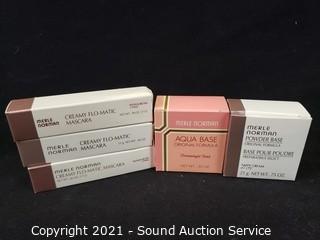 MERLE
NORMAN
CREAMY FLO-MATIC
MASCARA
MERLE
NORMAN
CREAMY FLO-MATIC
MASCARA
MERLE
NORMAN
CREAMY FLO-MATIC MASCARA
MERLE NORMAN
AQUA BASE
ORIGINAL FORMULA
MERLE
NORMAN
POWDER BASE
ORIGINAL FORMULA
BASE POUR POUDRE
21 g NET WT. .75 OZ.
Copyright 2021 - Sound Auction Service